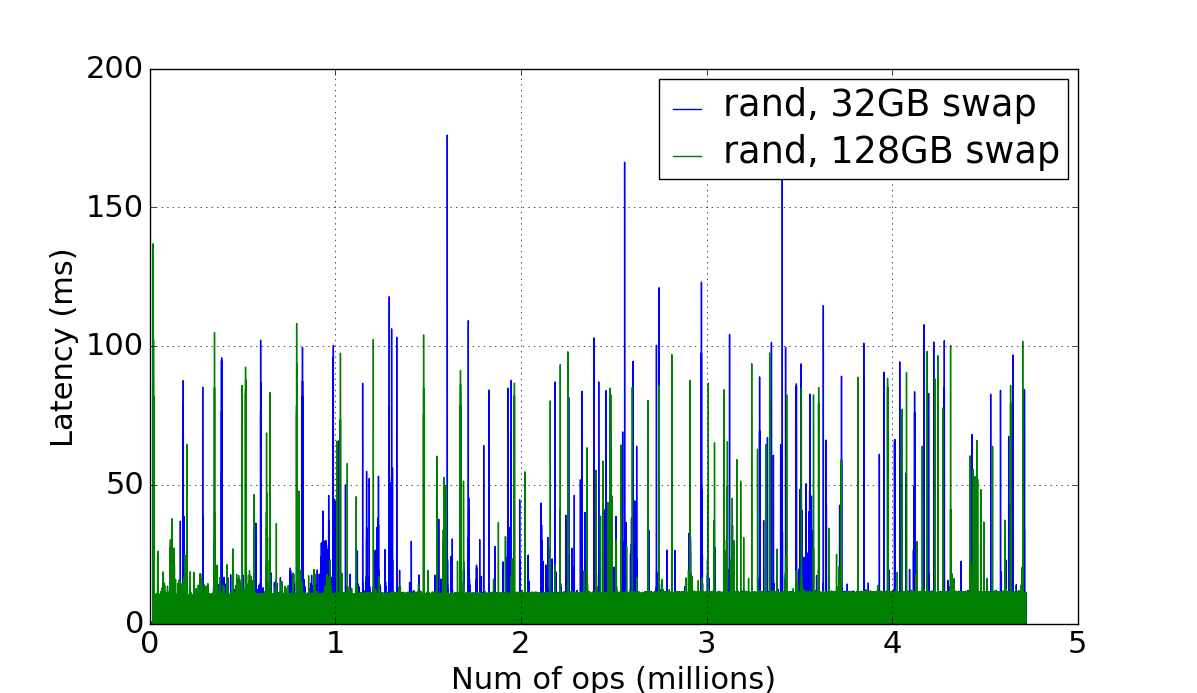 200
150
100
50
0
Latency (ms)
rand, 32GB swap
rand, 128GB swap
0 1 2 3 4 5
Num of ops (millions)